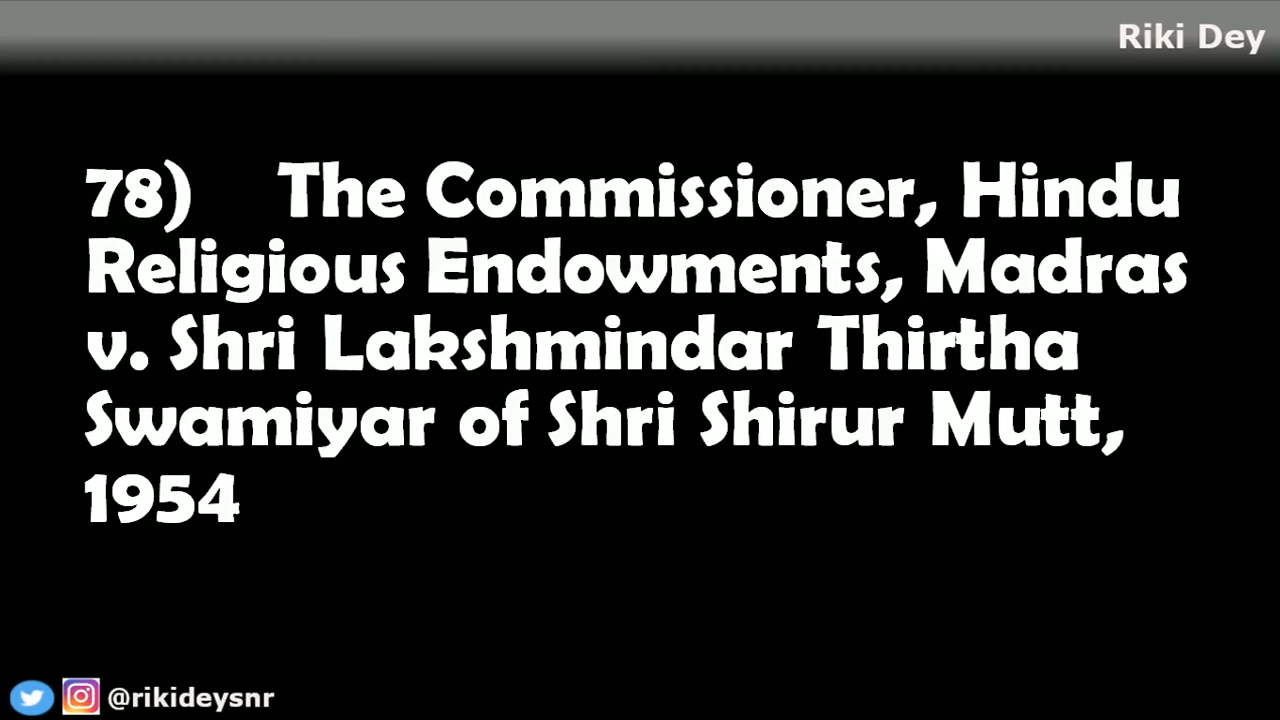 Riki Dey
78) The Commissioner, Hindu
Religious Endowments, Madras
v. Shri Lakshmindar Thirtha
Swamiyar of Shri Shirur Mutt,
1954
@rikideysnr